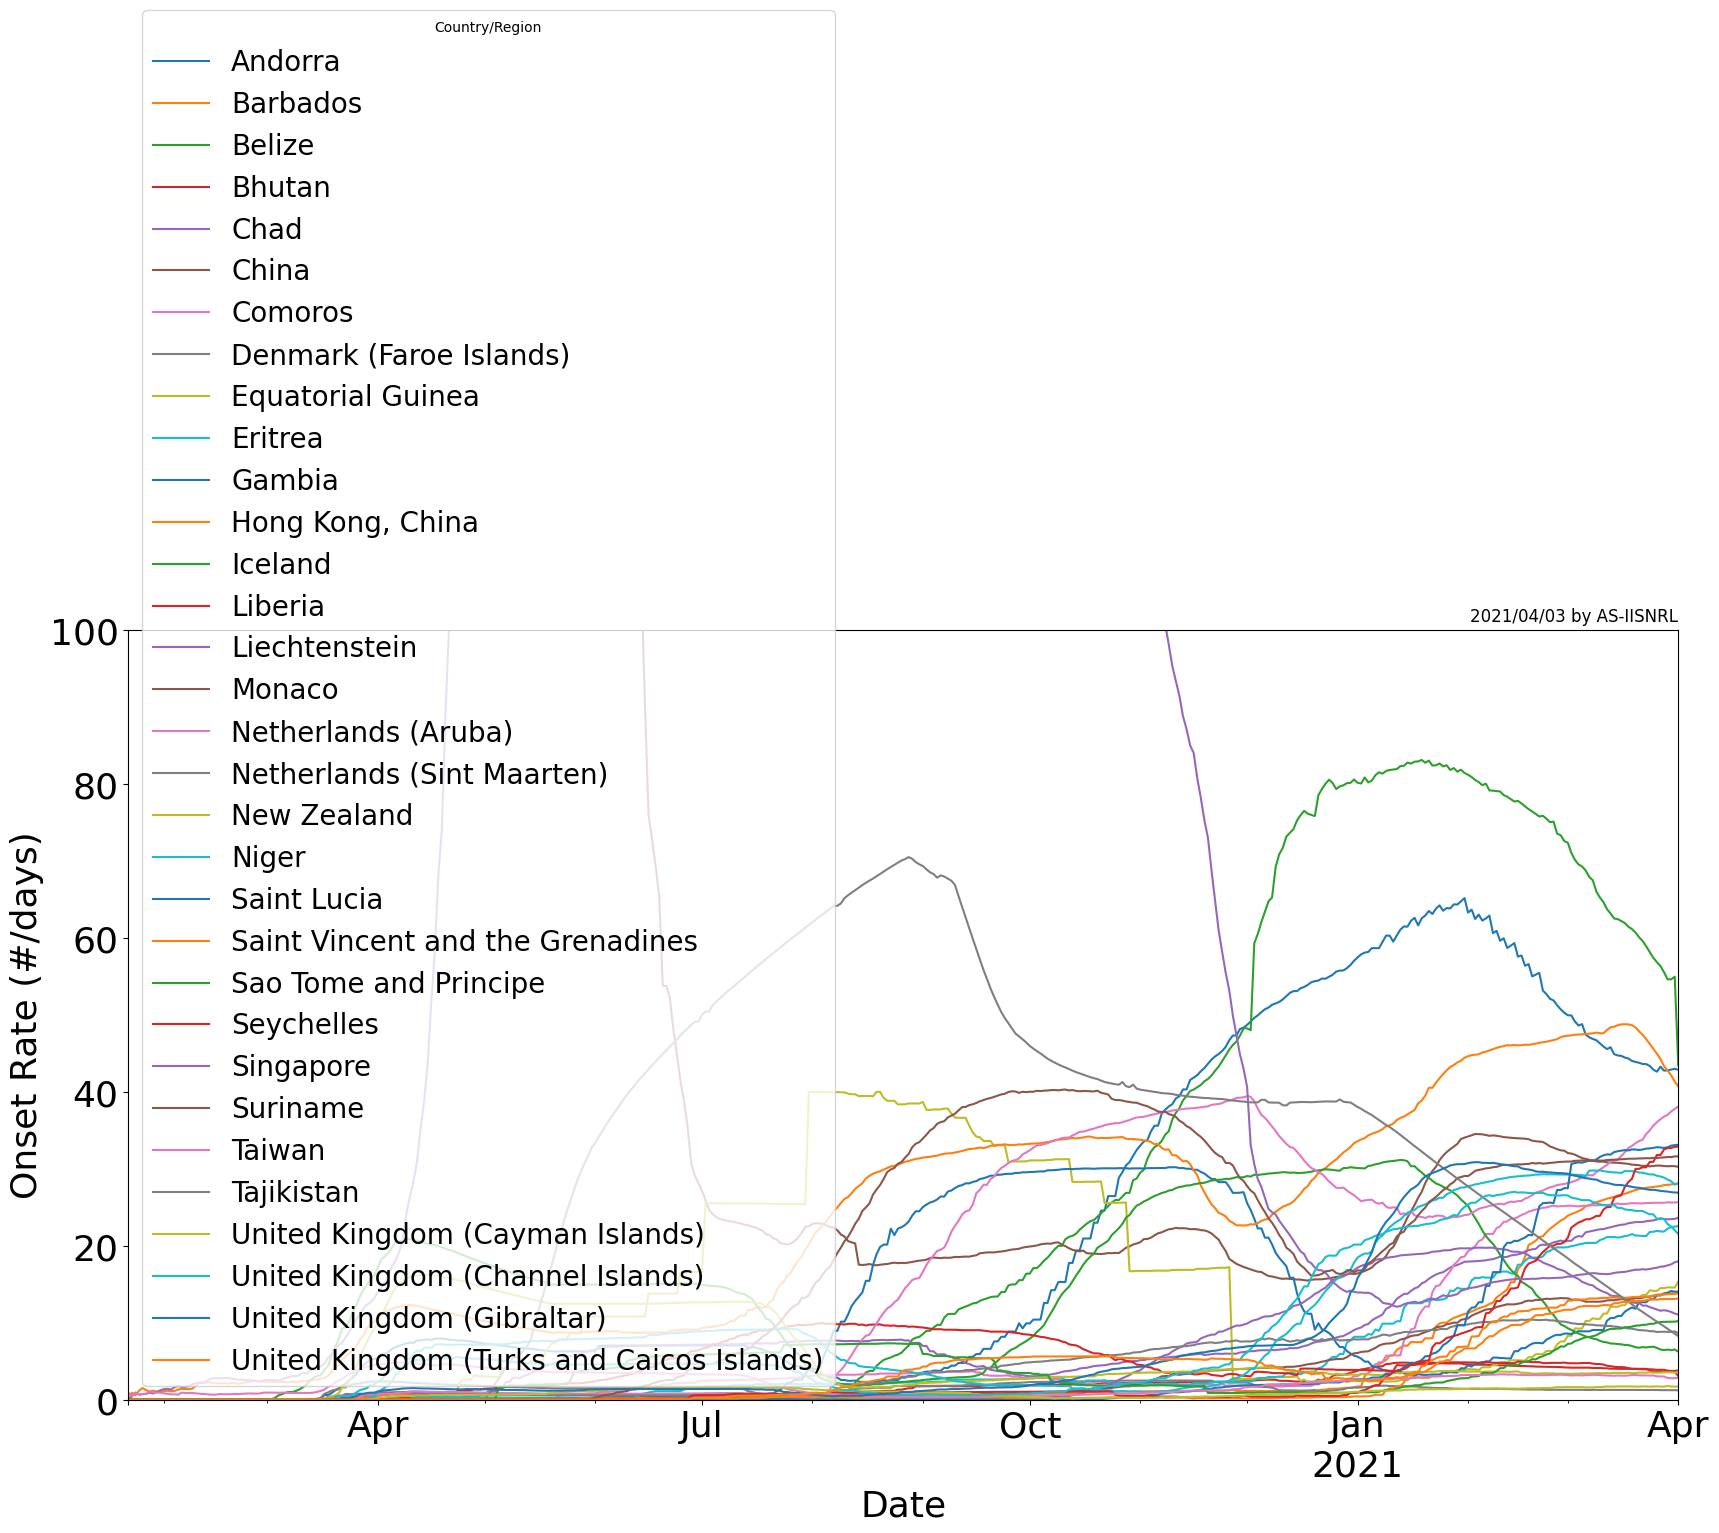 Country/Region
Andorra
Barbados
Belize
Bhutan
Chad
China
Comoros
Denmark (Faroe Islands)
Equatorial Guinea
Eritrea
Gambia
Hong Kong, China
Iceland
Liberia
Liechtenstein
Monaco
Netherlands (Aruba)
Netherlands (Sint Maarten)
New Zealand
Niger
Saint Lucia
Saint Vincent and the Grenadines
Sao Tome and Principe
Seychelles
Singapore
Suriname
Taiwan
Tajikistan
United Kingdom (Cayman Islands)
United Kingdom (Channel Islands)
United Kingdom (Gibraltar)
United Kingdom (Turks and Caicos Islands)
2021/04/03 by AS-IISNRL
100
80
60
40
20
0
Onset Rate (#/days)
Apr
Jul
Oct
Jan
2021
Apr
Date